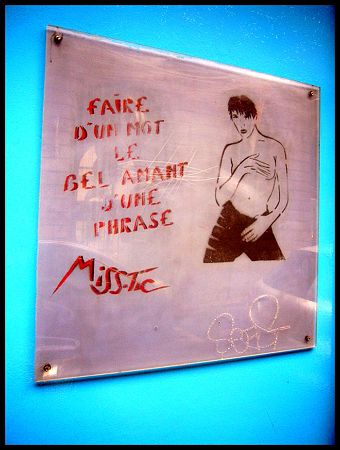 FAIRE
D'UN MOT
LE
BEL AMANT
D'UNE
PHRASE
MISS.TIC